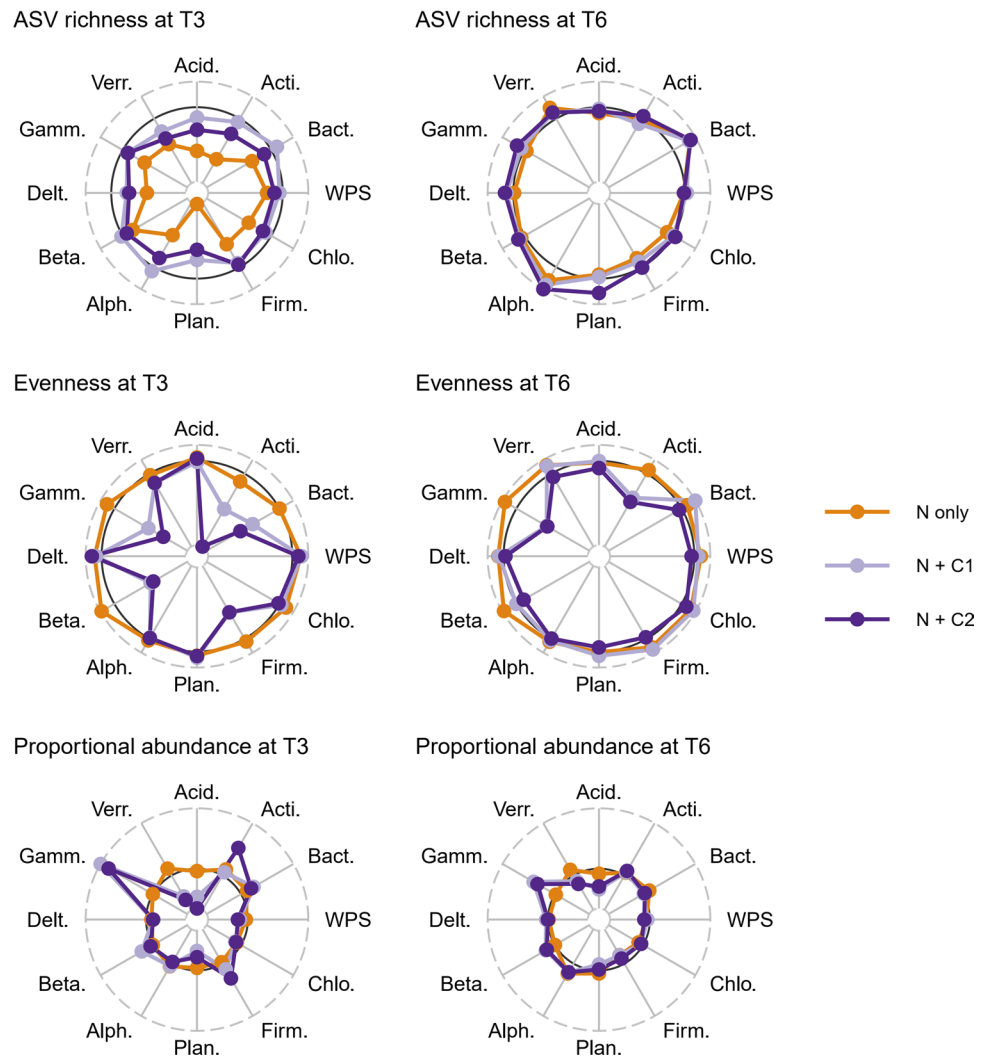 ASV richness at T3
ASV richness at T6
Acid.
Verr.
Acti.
Gamm.
Bact.
Delt.
WPS
Beta.
Chlo.
Alph.
Firm.
Plan.
Acid.
Verr.
Acti.
Gamm.
Bact.
Delt.
WPS
Beta.
Chlo.
Alph.
Firm.
Plan.
Evenness at T3
Evenness at T6
Acid.
Verr.
Acti.
Gamm.
Bact.
Delt.
WPS
Beta.
Chlo.
Alph.
Firm.
Plan.
Acid.
Verr.
Acti.
Gamm.
Bact.
Delt.
WPS
Beta.
Chlo.
Alph.
Firm.
Plan.
N only
N + C1
N + C2
Proportional abundance at T3
Proportional abundance at T6
Acid.
Verr.
Acti.
Gamm.
Bact.
Delt.
WPS
Beta.
Chlo.
Alph.
Firm.
Plan.
Acid.
Verr.
Acti.
Gamm.
Bact.
Delt.
WPS
Beta.
Chlo.
Alph.
Firm.
Plan.